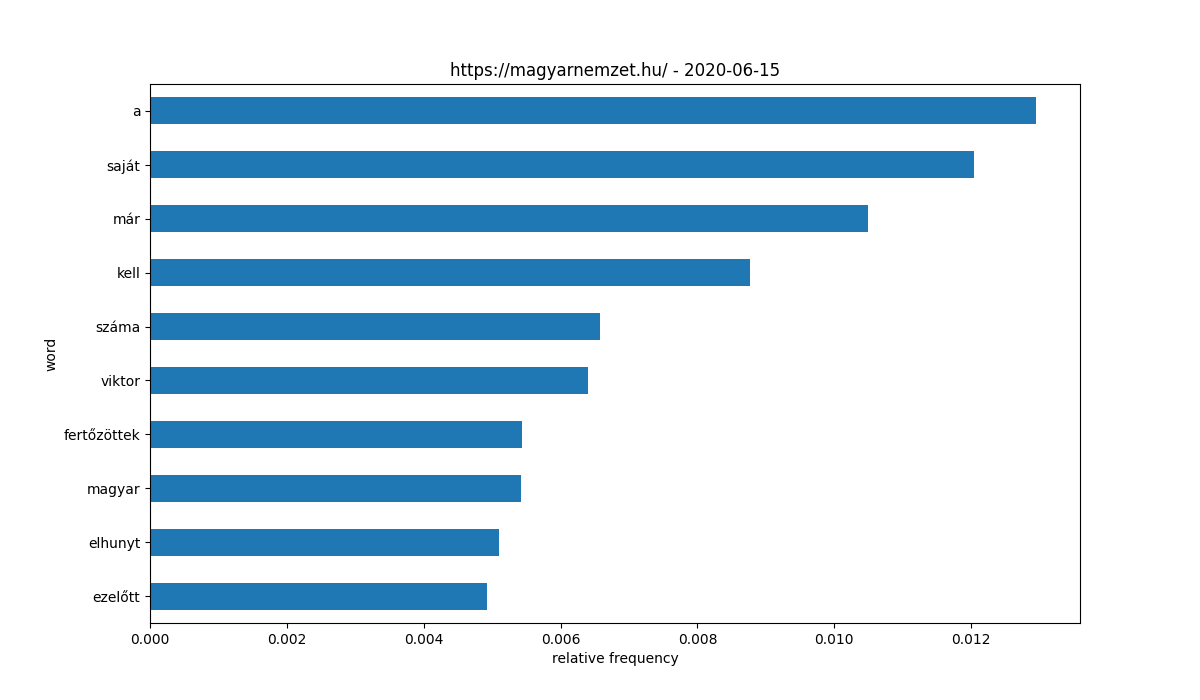 https://magyarnemzet.hu/ - 2020-06-15
a
saját
már
kell
száma
viktor
fertőzöttek
magyar
elhunyt
ezelőtt
word
0.000 0.002 0.004 0.006 0.008 0.010 0.012
relative frequency